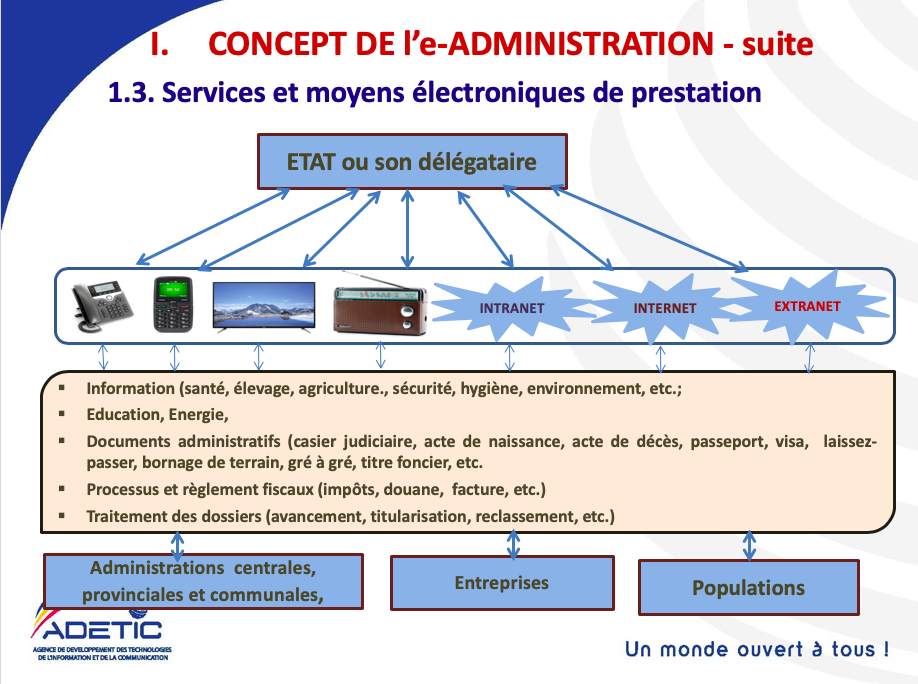 I. CONCEPT DE l’e-ADMINISTRATION - suite
1.3. Services et moyens électroniques de prestation
ETAT ou son délégataire
INTRANET
INTERNET
EXTRANET
▪ Information (santé, élevage, agriculture., sécurité, hygiène, environnement, etc.;
▪ Education, Energie,
▪ Documents administratifs (casier judiciaire, acte de naissance, acte de décès, passeport, visa, laissez-
passer, bornage de terrain, gré à gré, titre foncier, etc.
▪ Processus et règlement fiscaux (impôts, douane, facture, etc.)
▪ Traitement des dossiers (avancement, titularisation, reclassement, etc.)
Administrations centrales,
provinciales et communales,
Entreprises
Populations
ADETIC
AGENCE DE DEVELOPPEMENT DES TECHNOLOGIES
DE L'INFORMATION ET DE LA COMMUNICATION
Un monde ouvert à tous !